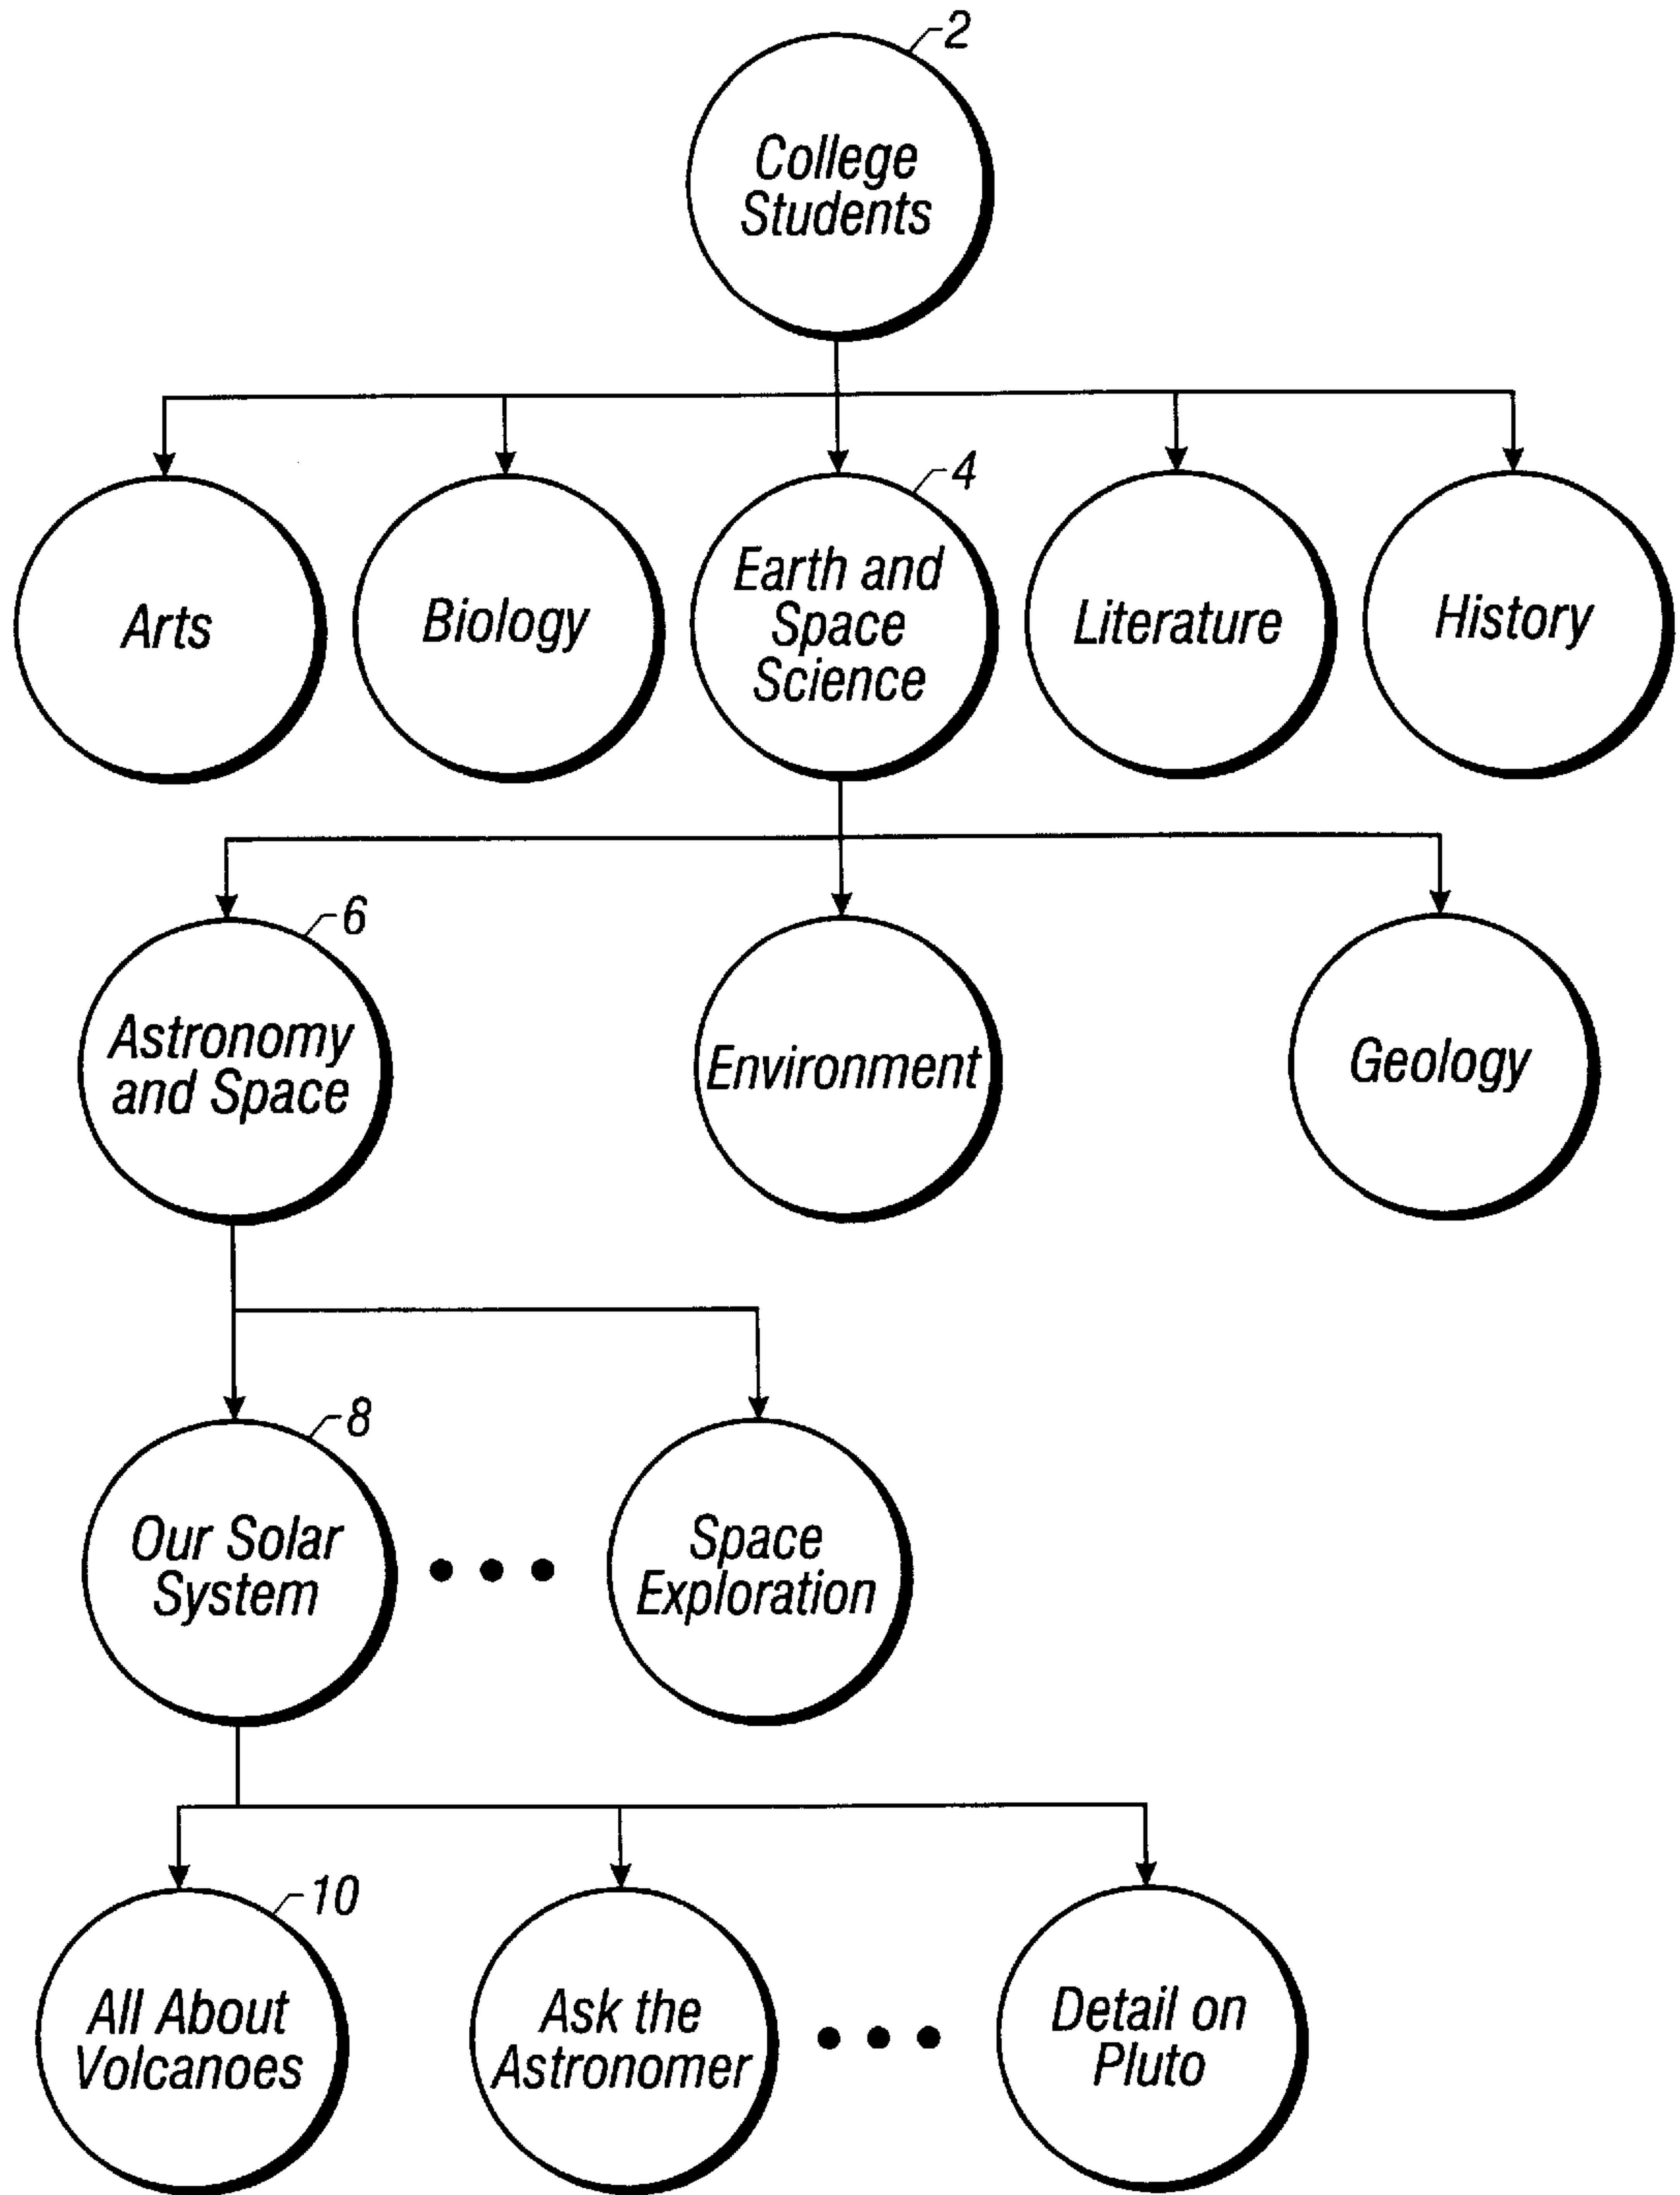 2
College
Students
4
Arts
Biology
Earth and
Space
Science
Literature
History
6
Astronomy
and Space
Environment
Geology
8
Our Solar
System
Space
Exploration
10
All About
Volcanoes
Ask the
Astronomer
Detail on
Pluto